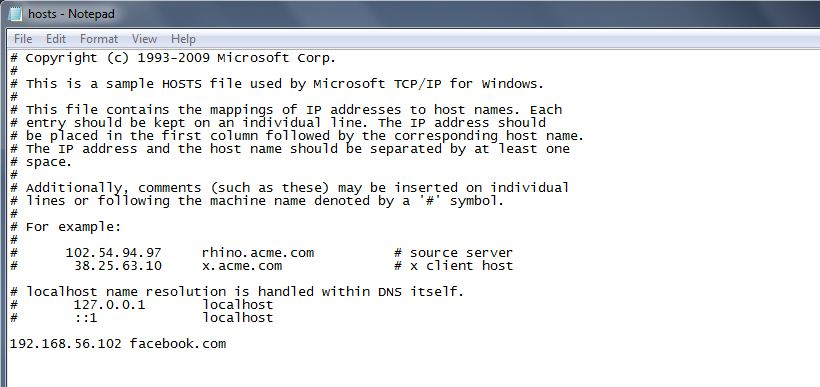 hosts - Notepad
File Edit Format View Help
# Copyright (c) 1993-2009 Microsoft Corp.
#
# This is a sample HOSTS file used by Microsoft TCP/IP for Windows.
#
# This file contains the mappings of IP addresses to host names. Each
# entry should be kept on an individual line. The IP address should
# be placed in the first column followed by the corresponding host name.
# The IP address and the host name should be separated by at least one
# space.
#
# Additionally, comments (such as these) may be inserted on individual
# lines or following the machine name denoted by a '#' symbol.
#
# For example:
#
#      102.54.94.97     rhino.acme.com          # source server
#       38.25.63.10     x.acme.com              # x client host

# localhost name resolution is handled within DNS itself.
#       127.0.0.1       localhost
#       ::1             localhost

192.168.56.102 facebook.com